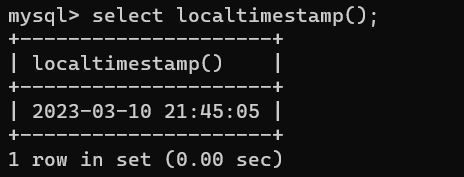 mysql> select localtimestamp();
+---------------------+
| localtimestamp()    |
+---------------------+
| 2023-03-10 21:45:05 |
+---------------------+
1 row in set (0.00 sec)